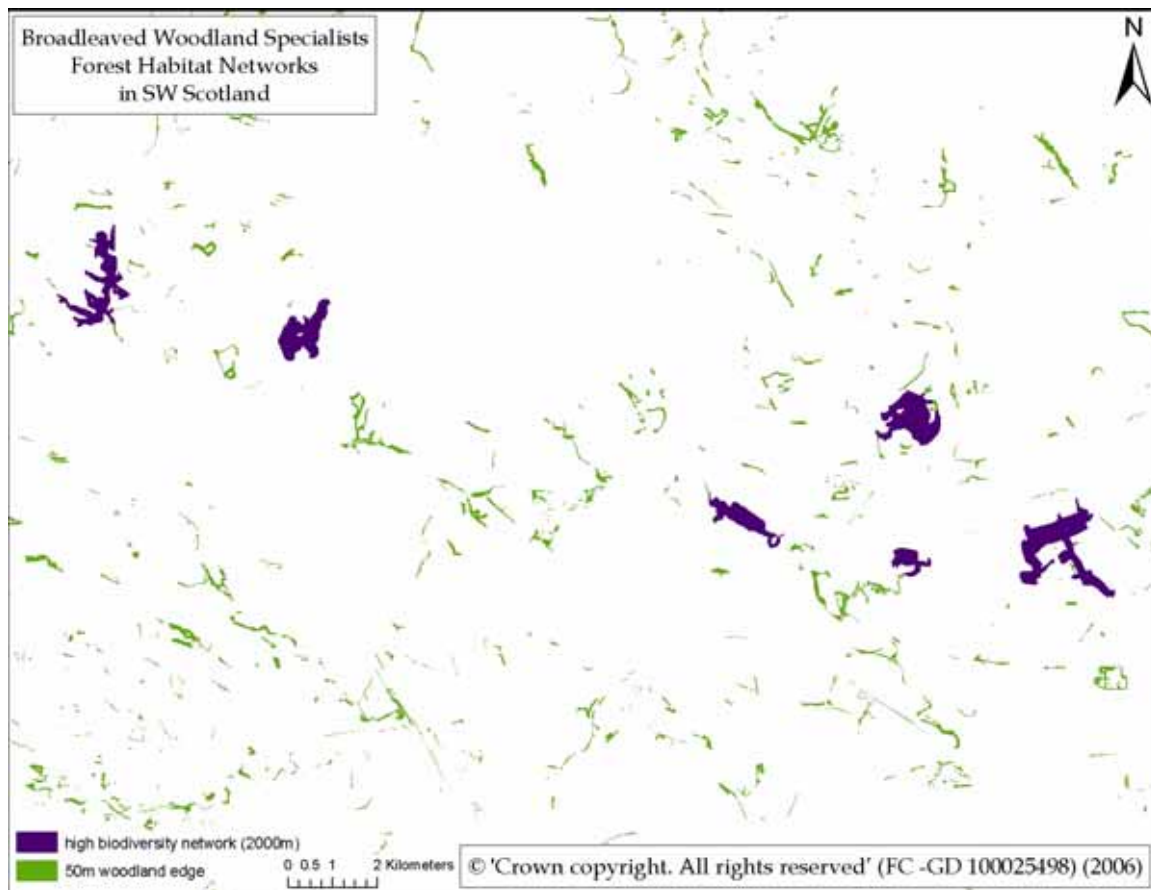 Broadleaved Woodland Specialists
Forest Habitat Networks
in SW Scotland
N
high biodiversity network (2000m)
50m woodland edge
0 0.5 1 2 Kilometers
© 'Crown copyright. All rights reserved' (FC -GD 100025498) (2006)